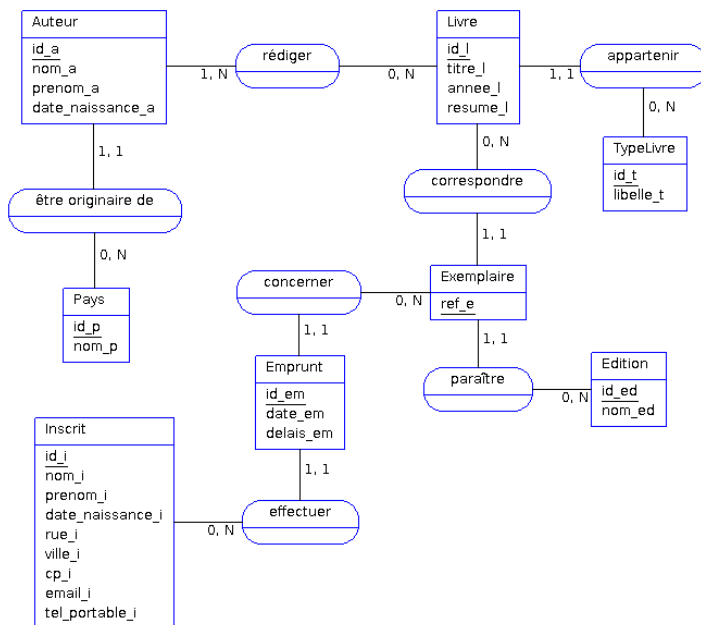 Auteur
id_a
nom_a
prenom_a
date_naissance_a
1, N
rédiger
0, N
Livre
id_l
titre_l
annee_l
resume_l
1, 1
appartenir
0, N
TypeLivre
id_t
libelle_t
1, 1
être originaire de
0, N
Pays
id_p
nom_p
0, N
correspondre
1, 1
Exemplaire
ref_e
concerner
0, N
1, 1
1, 1
paraître
0, N
Edition
id_ed
nom_ed
Emprunt
id_em
date_em
delais_em
1, 1
effectuer
0, N
Inscrit
id_i
nom_i
prenom_i
date_naissance_i
rue_i
ville_i
cp_i
email_i
tel_portable_i